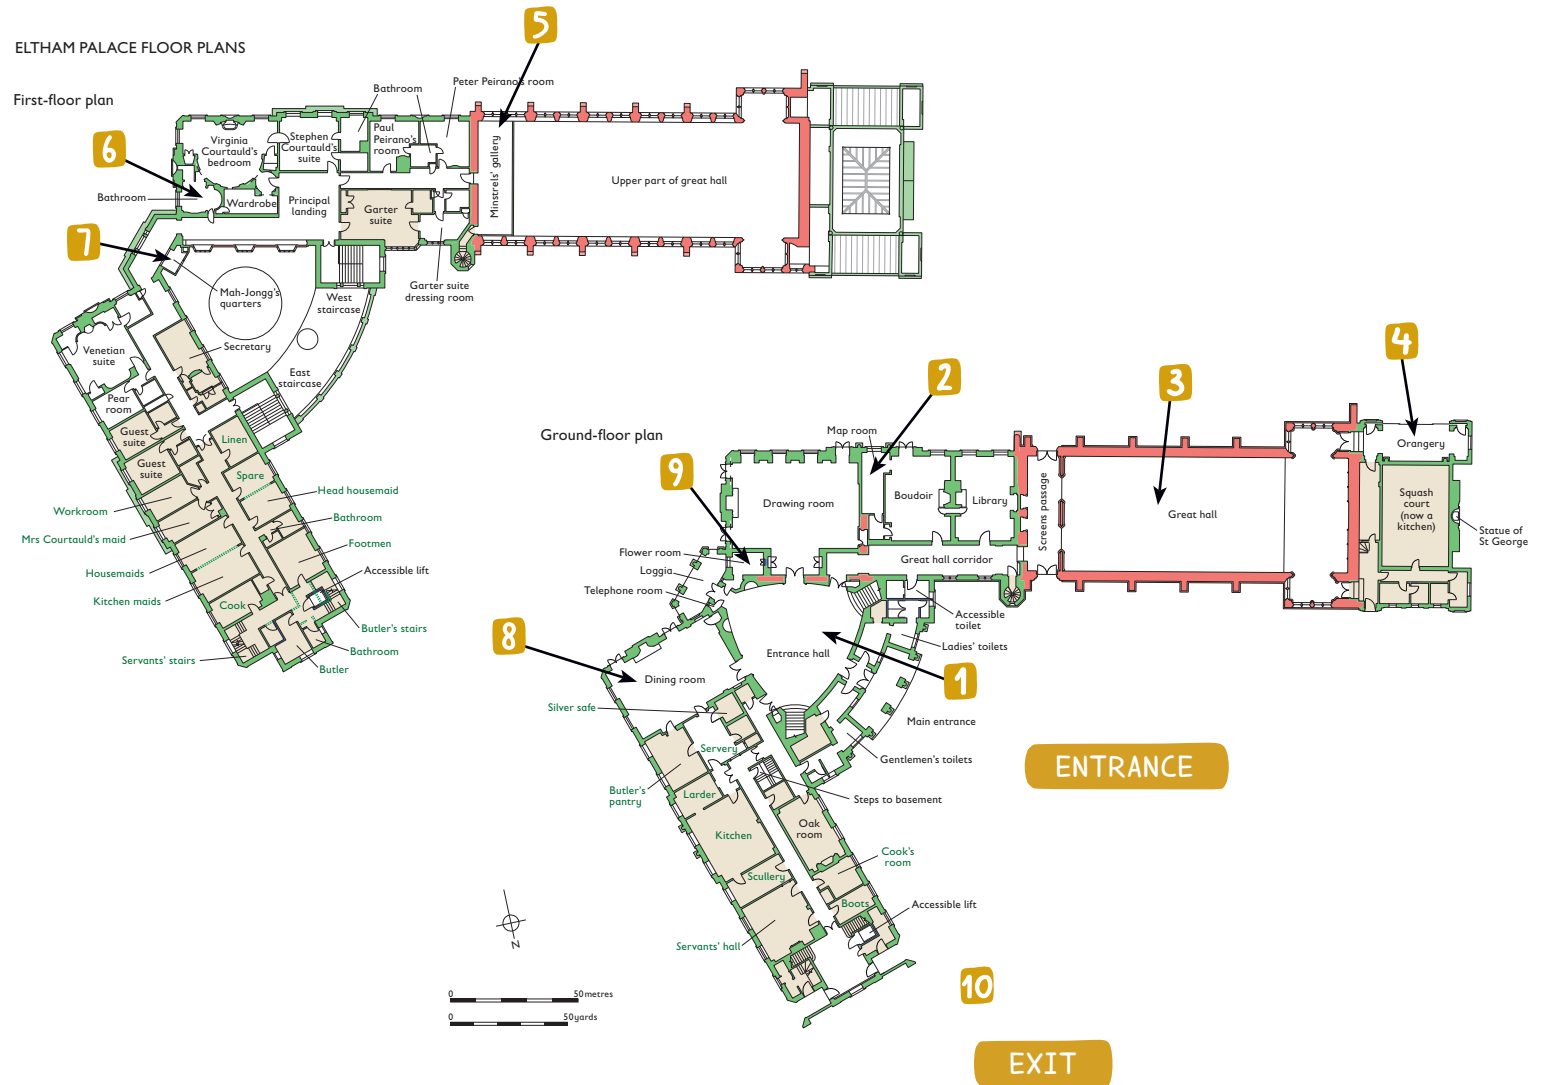 ELTHAM PALACE FLOOR PLANS
First-floor plan
5
6
7
Bathroom
Peter Peirano's room
Virginia
Courtauld's
bedroom
Stephen
Courtauld's
suite
Paul
Peirano's
room
Minstrels' gallery
Upper part of great hall
Bathroom
Wardrobe
Principal
landing
Garter
suite
Garter suite
dressing room
Mah-Jongg's
quarters
West
staircase
Secretary
East
staircase
Venetian
suite
Pear
room
Guest
suite
Guest
suite
Linen
Spare
Head housemaid
Workroom
Bathroom
Mrs Courtauld's maid
Footmen
Housemaids
Accessible lift
Kitchen maids
Cook
Butler's stairs
Servants' stairs
Bathroom
Butler
Ground-floor plan
2
3
4
9
8
1
Map room
Orangery
Drawing room
Boudoir
Library
Screens passage
Great hall
Squash
court
(now a
kitchen)
Statue of
St George
Flower room
Great hall corridor
Loggia
Telephone room
Accessible
toilet
Ladies' toilets
Entrance hall
Dining room
Silver safe
Main entrance
Servery
Gentlemen's toilets
Butler's
pantry
Larder
Steps to basement
Kitchen
Oak
room
Cook's
room
Scullery
Boots
Accessible lift
Servants' hall
ENTRANCE
10
EXIT
N
0 50 metres
0 50 yards